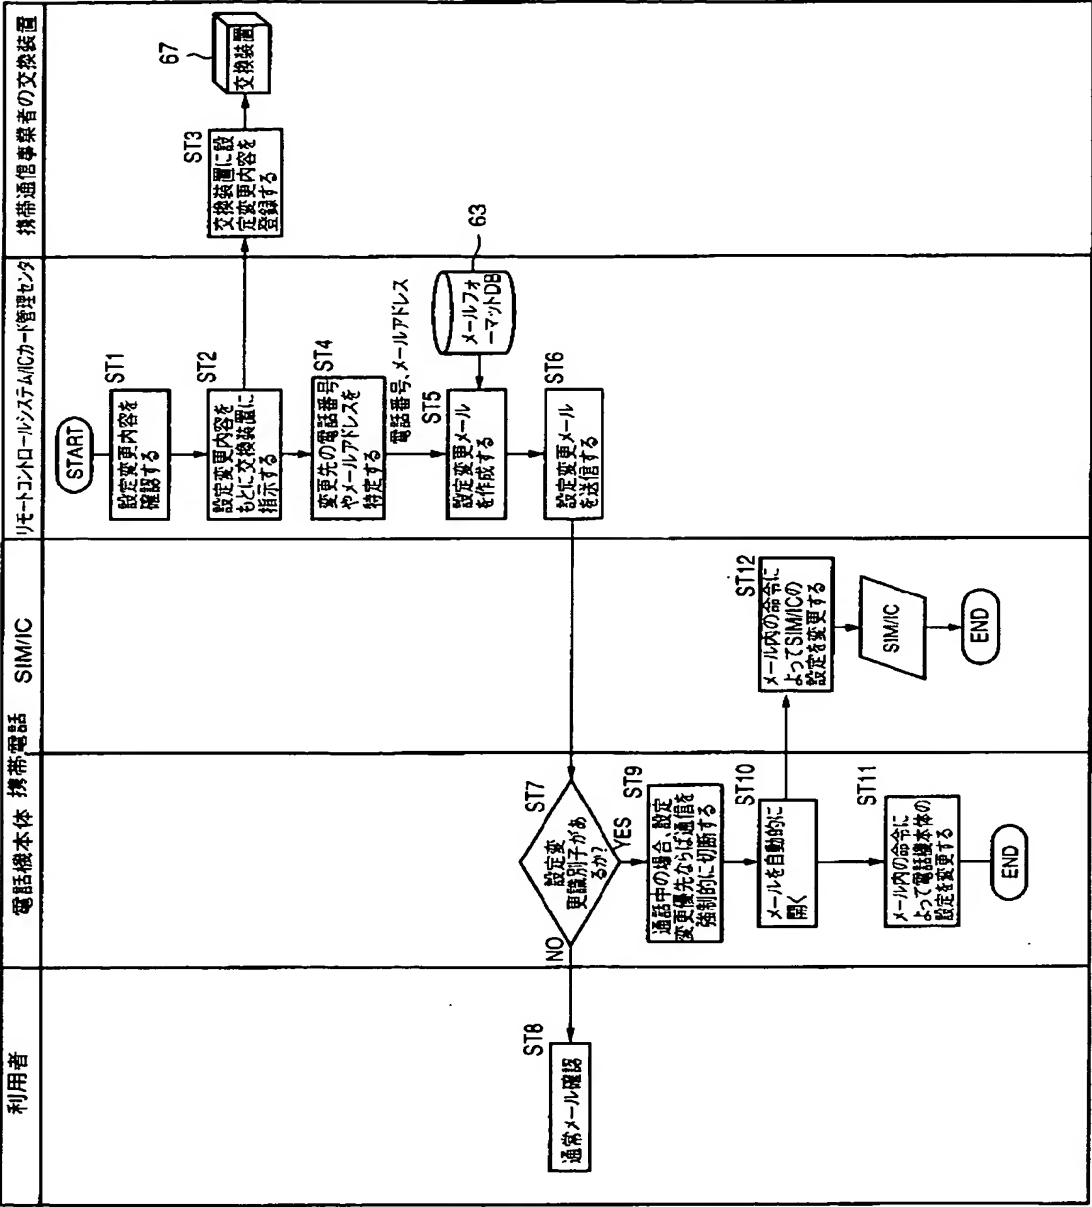 利用者
電話機本体
携帯電話
SIM/IC
リモートコントロールシステム/ICカード管理センタ
携帯通信事業者の交換装置
START
ST1
設定変更内容を
確認する
ST2
設定変更内容を
もとに交換装置に
指示する
ST3
交換装置に設
定変更内容を
登録する
67
交換装置
ST4
変更先の電話番号
やメールアドレスを
特定する
電話番号、メールアドレス
ST5
設定変更メール
を作成する
63
メールフォ
ーマットDB
ST6
設定変更メール
を送信する
ST7
設定変
更識別子があ
るか?
NO
YES
ST8
通常メール確認
ST9
通話中の場合、設定
変更優先ならば通信を
強制的に切断する
ST10
メールを自動的に
開く
ST11
メール内の命令に
よって電話機本体の
設定を変更する
END
ST12
メール内の命令に
よってSIM/ICの
設定を変更する
SIM/IC
END